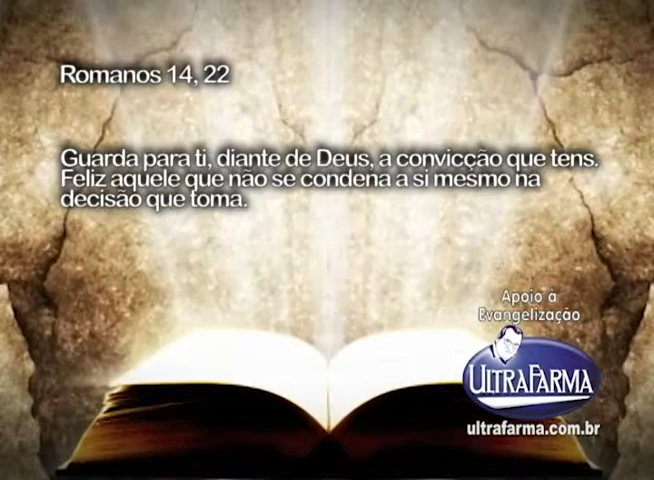 Romanos 14, 22
Guarda para ti, diante de Deus, a convicção que tens.
Feliz aquele que não se condena a si mesmo na
decisão que toma.
Apoio à
Evangelização
ULTRAFARMA
ultrafarma.com.br